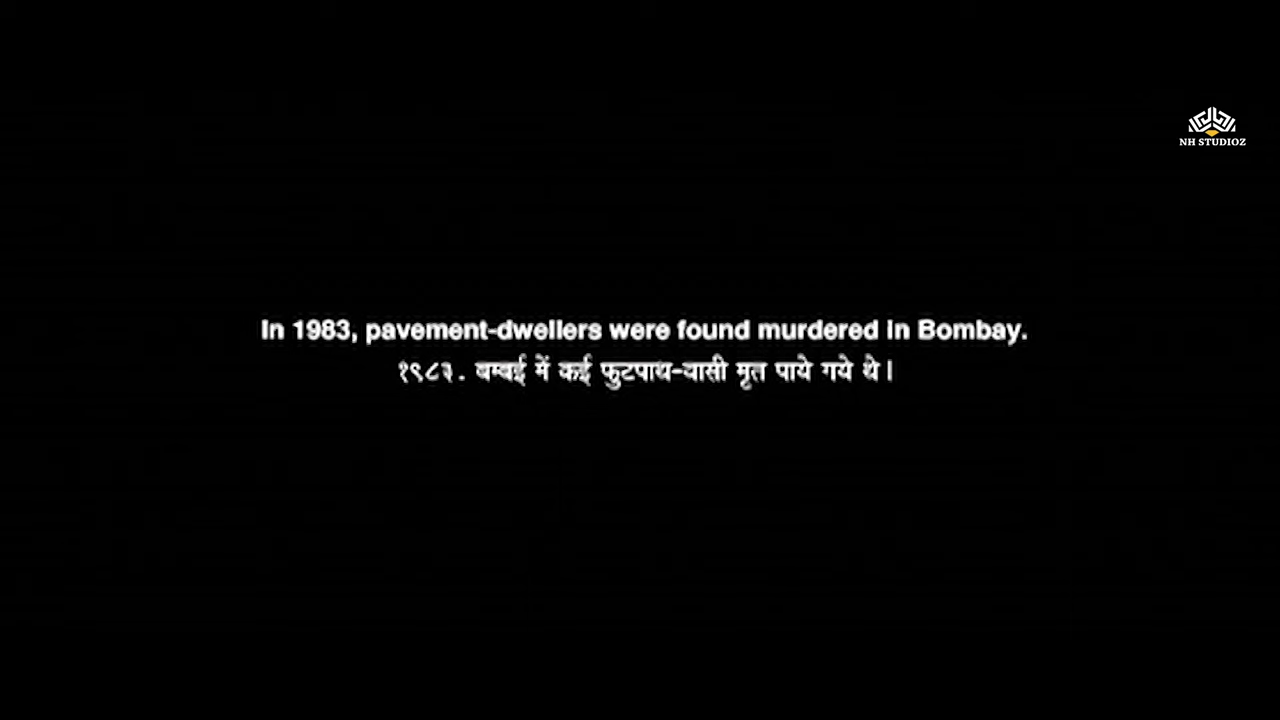 NH STUDIOZ
In 1983, pavement-dwellers were found murdered in Bombay.
१९८३. बम्बई में कई फुटपाथ-वासी मृत पाये गये थे।